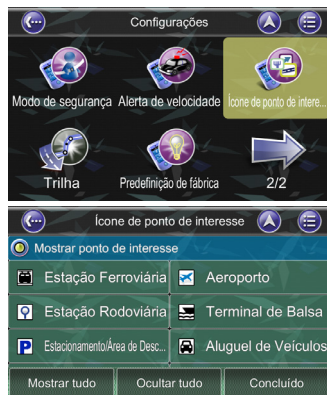 Configurações
Modo de segurança Alerta de velocidade Ícone de ponto de intere...
Trilha Predefinição de fábrica 2/2
Ícone de ponto de interesse
Mostrar ponto de interesse
Estação Ferroviária Aeroporto
Estação Rodoviária Terminal de Balsa
P Estacionamento/Área de Desc... Aluguel de Veículos
Mostrar tudo Ocultar tudo Concluído